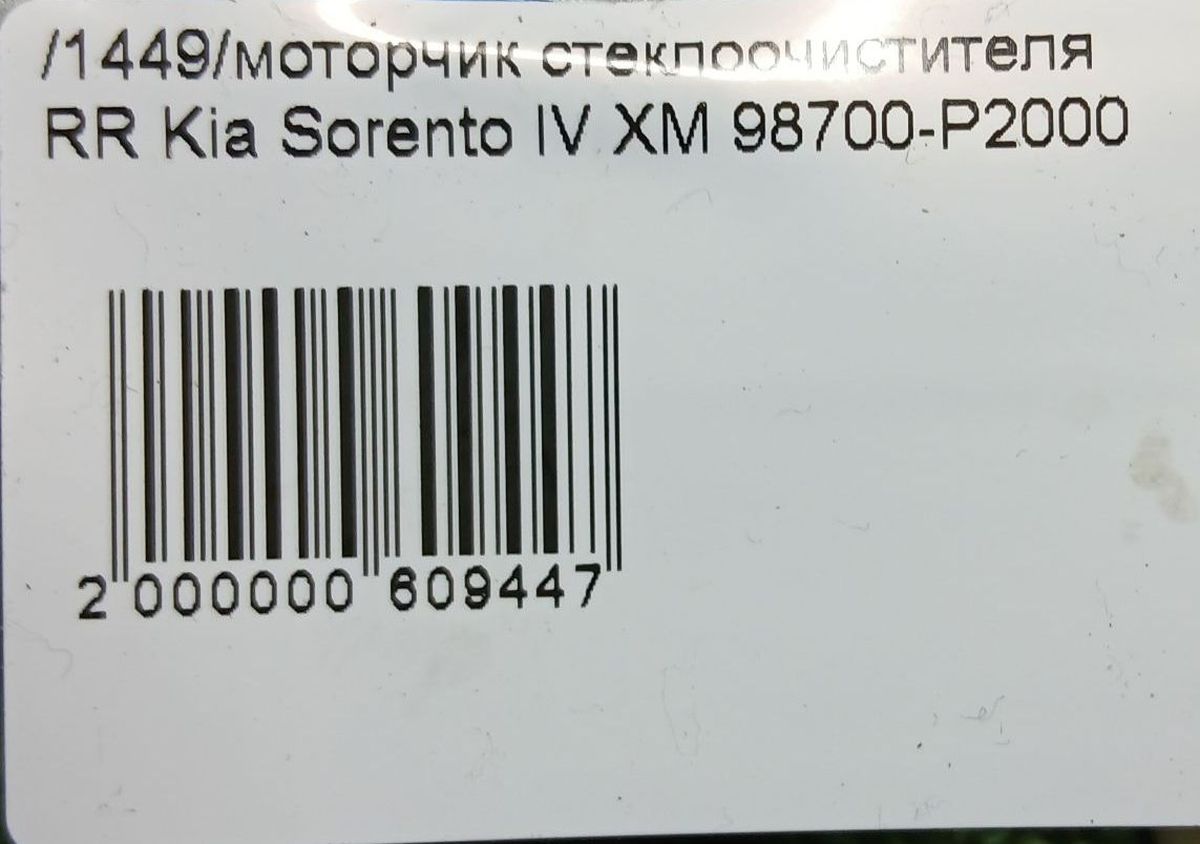 /1449/моторчик стеклоочистителя
RR Kia Sorento IV XM 98700-P2000
2 000000 609447